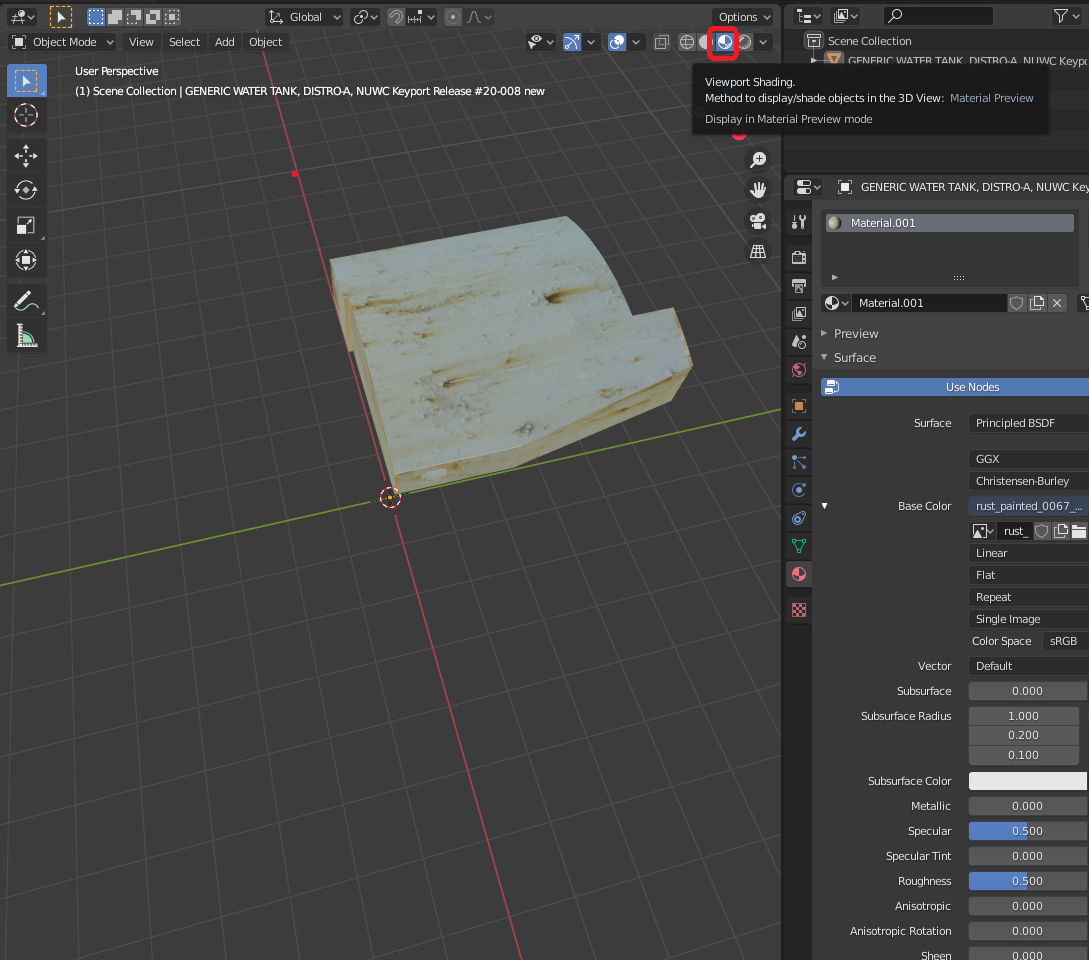 Global
Options
Object Mode
View
Select
Add
Object
User Perspective
(1) Scene Collection | GENERIC WATER TANK, DISTRO-A, NUWC Keyport Release #20-008 new
Scene Collection
GENERIC WATER TANK, DISTRO-A, NUWC Keypo
Viewport Shading.
Method to display/shade objects in the 3D View: Material Preview
Display in Material Preview mode
GENERIC WATER TANK, DISTRO-A, NUWC Key
Material.001
Material.001
Preview
Surface
Use Nodes
Surface
Principled BSDF
GGX
Christensen-Burley
Base Color
rust_painted_0067_...
rust_
Linear
Flat
Repeat
Single Image
Color Space
sRGB
Vector
Default
Subsurface
0.000
Subsurface Radius
1.000
0.200
0.100
Subsurface Color
Metallic
0.000
Specular
0.500
Specular Tint
0.000
Roughness
0.500
Anisotropic
0.000
Anisotropic Rotation
0.000
Sheen
0.000